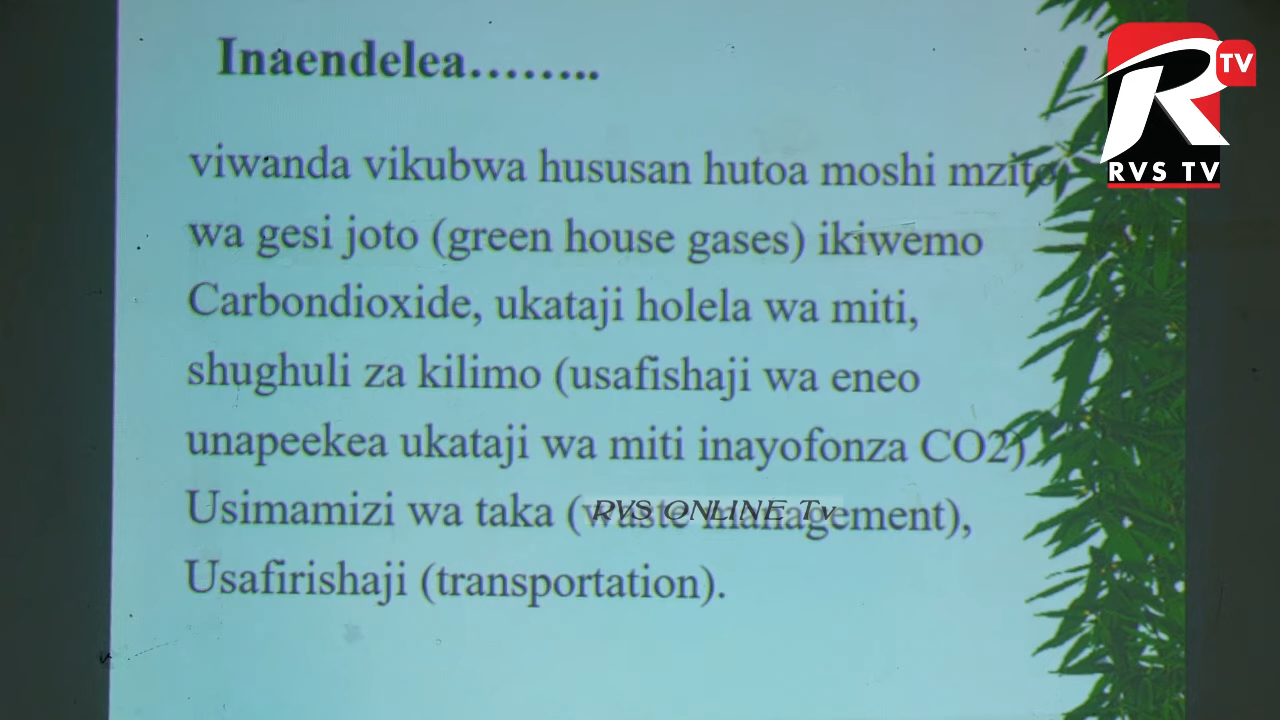 Inaendelea……..
viwanda vikubwa hususan hutoa moshi mzito
wa gesi joto (green house gases) ikiwemo
Carbondioxide, ukataji holela wa miti,
shughuli za kilimo (usafishaji wa eneo
unapeekea ukataji wa miti inayofonza CO2)
Usimamizi wa taka (waste management),
Usafirishaji (transportation).
RVS ONLINE Tv
R TV
RVS TV